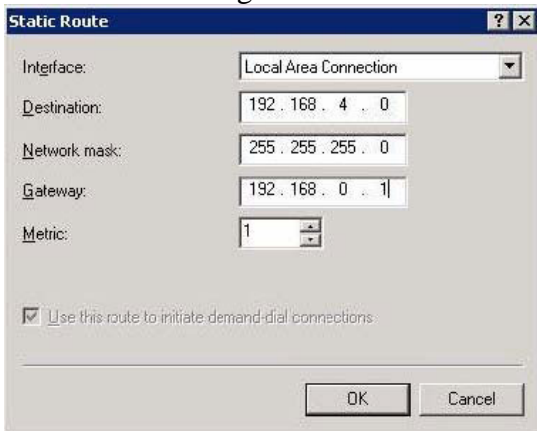 Static Route
Interface: Local Area Connection
Destination: 192 . 168 . 4 . 0
Network mask: 255 . 255 . 255 . 0
Gateway: 192 . 168 . 0 . 1
Metric: 1
Use this route to initiate demand-dial connections
OK Cancel